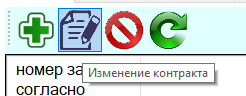 номер за
Изменение контракта
согласно